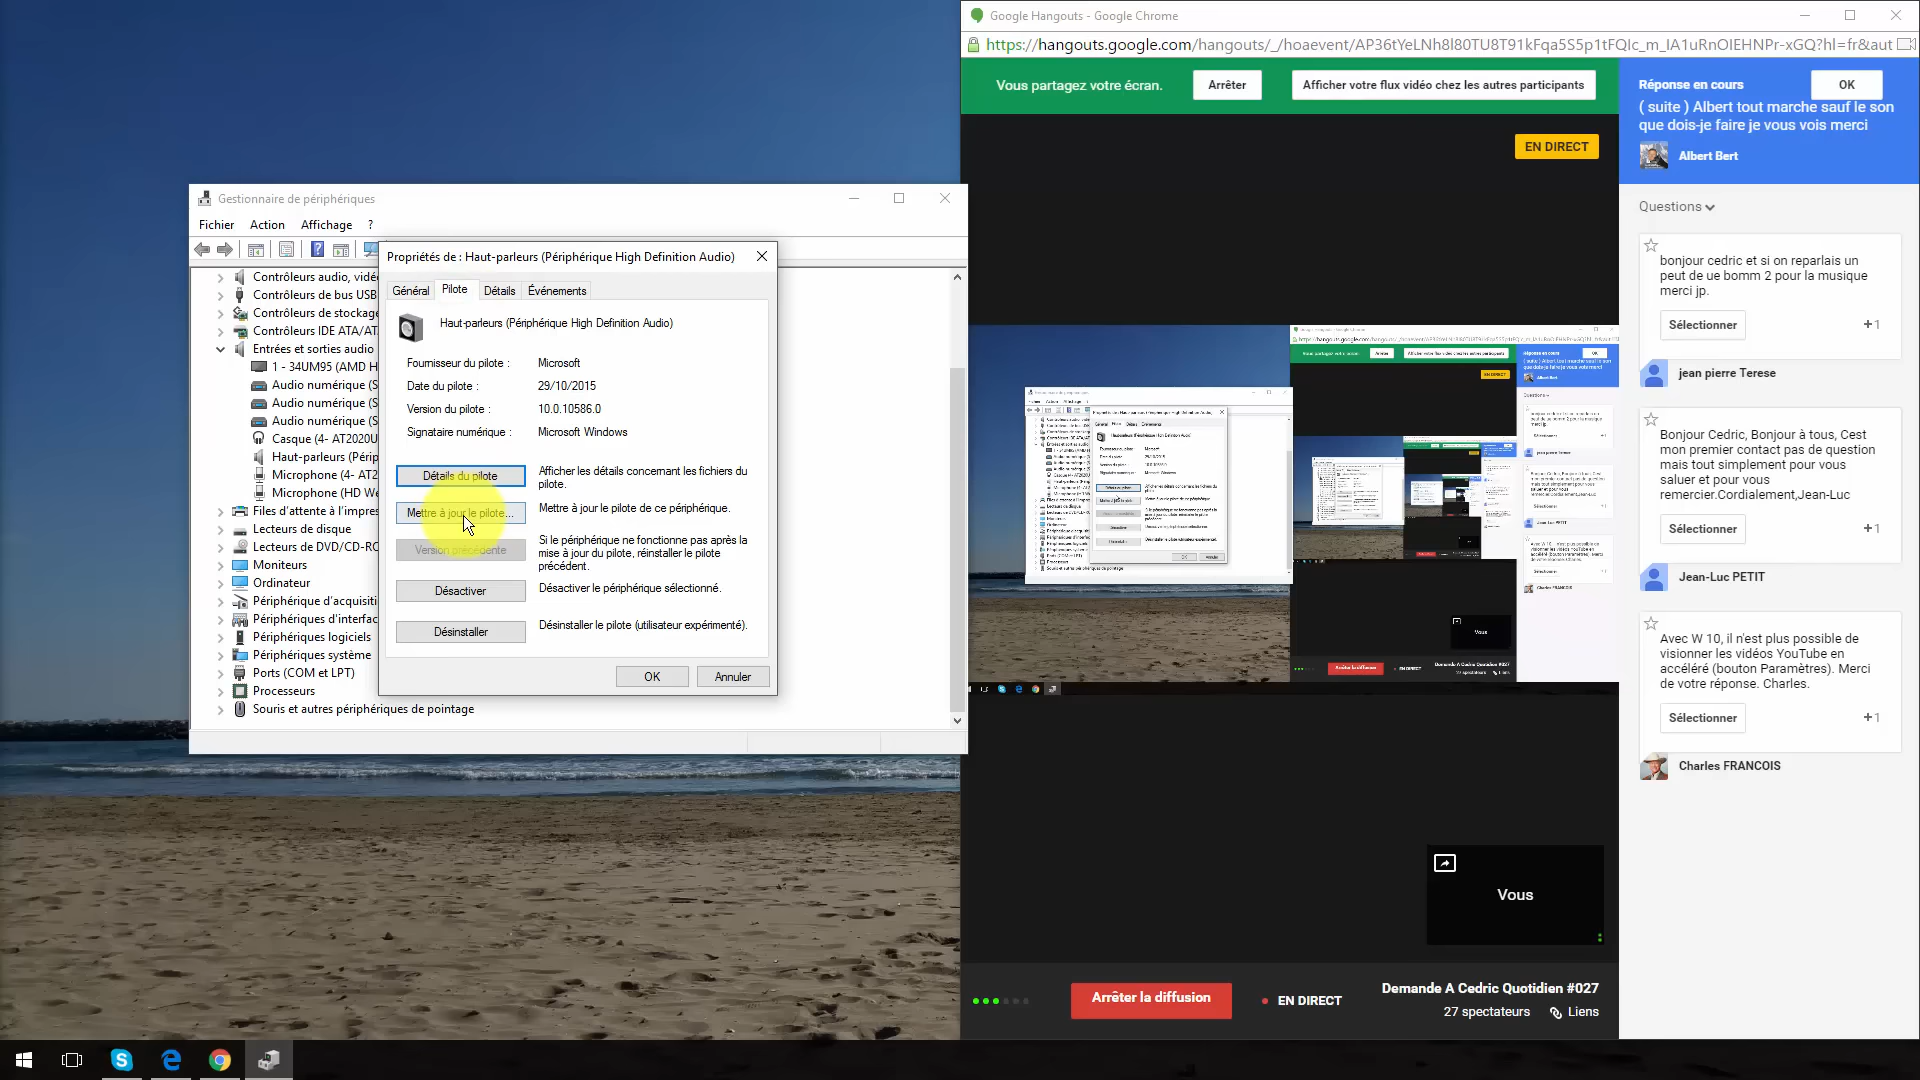 Google Hangouts - Google Chrome
https://hangouts.google.com/hangouts/_/hoaevent/AP36tYeLNh8l80TU8T91kFqa5S5p1tFQIc_m_IA1uRnOIEHNPr-xGQ?hl=fr&aut
Vous partagez votre écran.
Arrêter
Afficher votre flux vidéo chez les autres participants
EN DIRECT
Réponse en cours
OK
( suite ) Albert tout marche sauf le son
que dois-je faire je vous vois merci
Albert Bert
Questions
bonjour cedric et si on reparlais un
peut de ue bomm 2 pour la musique
merci jp.
Sélectionner
+1
jean pierre Terese
Bonjour Cedric, Bonjour à tous, Cest
mon premier contact pas de question
mais tout simplement pour vous
saluer et pour vous
remercier.Cordialement,Jean-Luc
Sélectionner
+1
Jean-Luc PETIT
Avec W 10, il n'est plus possible de
visionner les vidéos YouTube en
accéléré (bouton Paramètres). Merci
de votre réponse. Charles.
Sélectionner
+1
Charles FRANCOIS
Gestionnaire de périphériques
Fichier Action Affichage ?
Contrôleurs audio, vidé
Contrôleurs de bus USB
Contrôleurs de stockage
Contrôleurs IDE ATA/AT
Entrées et sorties audio
1 - 34UM95 (AMD H
Audio numérique (S
Audio numérique (S
Audio numérique (S
Casque (4- AT2020U
Haut-parleurs (Périp
Microphone (4- AT2
Microphone (HD We
Files d'attente à l'impres
Lecteurs de disque
Lecteurs de DVD/CD-RO
Moniteurs
Ordinateur
Périphérique d'acquisiti
Périphériques d'interfac
Périphériques logiciels
Périphériques système
Ports (COM et LPT)
Processeurs
Souris et autres périphériques de pointage
Propriétés de : Haut-parleurs (Périphérique High Definition Audio)
Général Pilote Détails Événements
Haut-parleurs (Périphérique High Definition Audio)
Fournisseur du pilote : Microsoft
Date du pilote : 29/10/2015
Version du pilote : 10.0.10586.0
Signataire numérique : Microsoft Windows
Détails du pilote
Afficher les détails concernant les fichiers du
pilote.
Mettre à jour le pilote...
Mettre à jour le pilote de ce périphérique.
Version précédente
Si le périphérique ne fonctionne pas après la
mise à jour du pilote, réinstaller le pilote
précédent.
Désactiver
Désactiver le périphérique sélectionné.
Désinstaller
Désinstaller le pilote (utilisateur expérimenté).
OK
Annuler
Vous
Arrêter la diffusion
EN DIRECT
Demande A Cedric Quotidien #027
27 spectateurs
Liens